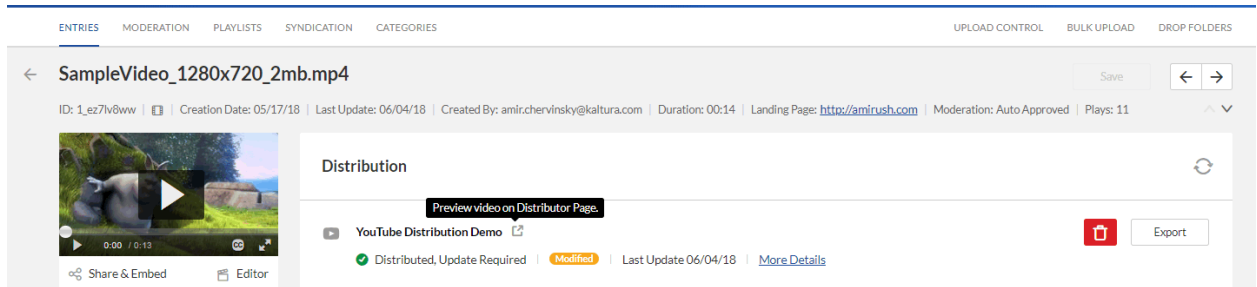 ENTRIES MODERATION PLAYLISTS SYNDICATION CATEGORIES UPLOAD CONTROL BULK UPLOAD DROP FOLDERS
SampleVideo_1280x720_2mb.mp4 Save
ID: 1_ez7lv8ww | Creation Date: 05/17/18 | Last Update: 06/04/18 | Created By: amir.chervinsky@kaltura.com | Duration: 00:14 | Landing Page: http://amirush.com | Moderation: Auto Approved | Plays: 11
Distribution
Preview video on Distributor Page.
YouTube Distribution Demo Export
0:00 / 0:13 CC
Distributed, Update Required | Modified | Last Update 06/04/18 | More Details
Share & Embed Editor